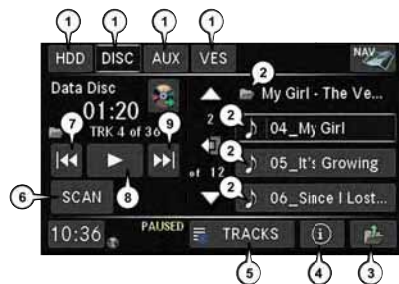 1 1 1 1
HDD DISC AUX VES NAV
Data Disc 2 My Girl - The Ve...
01:20
TRK 4 of 36
7 9 2 2 04_My Girl
2 05_It's Growing
of 12
6 SCAN 8 2 06_Since I Lost...
10:36 PAUSED TRACKS i
5 4 3